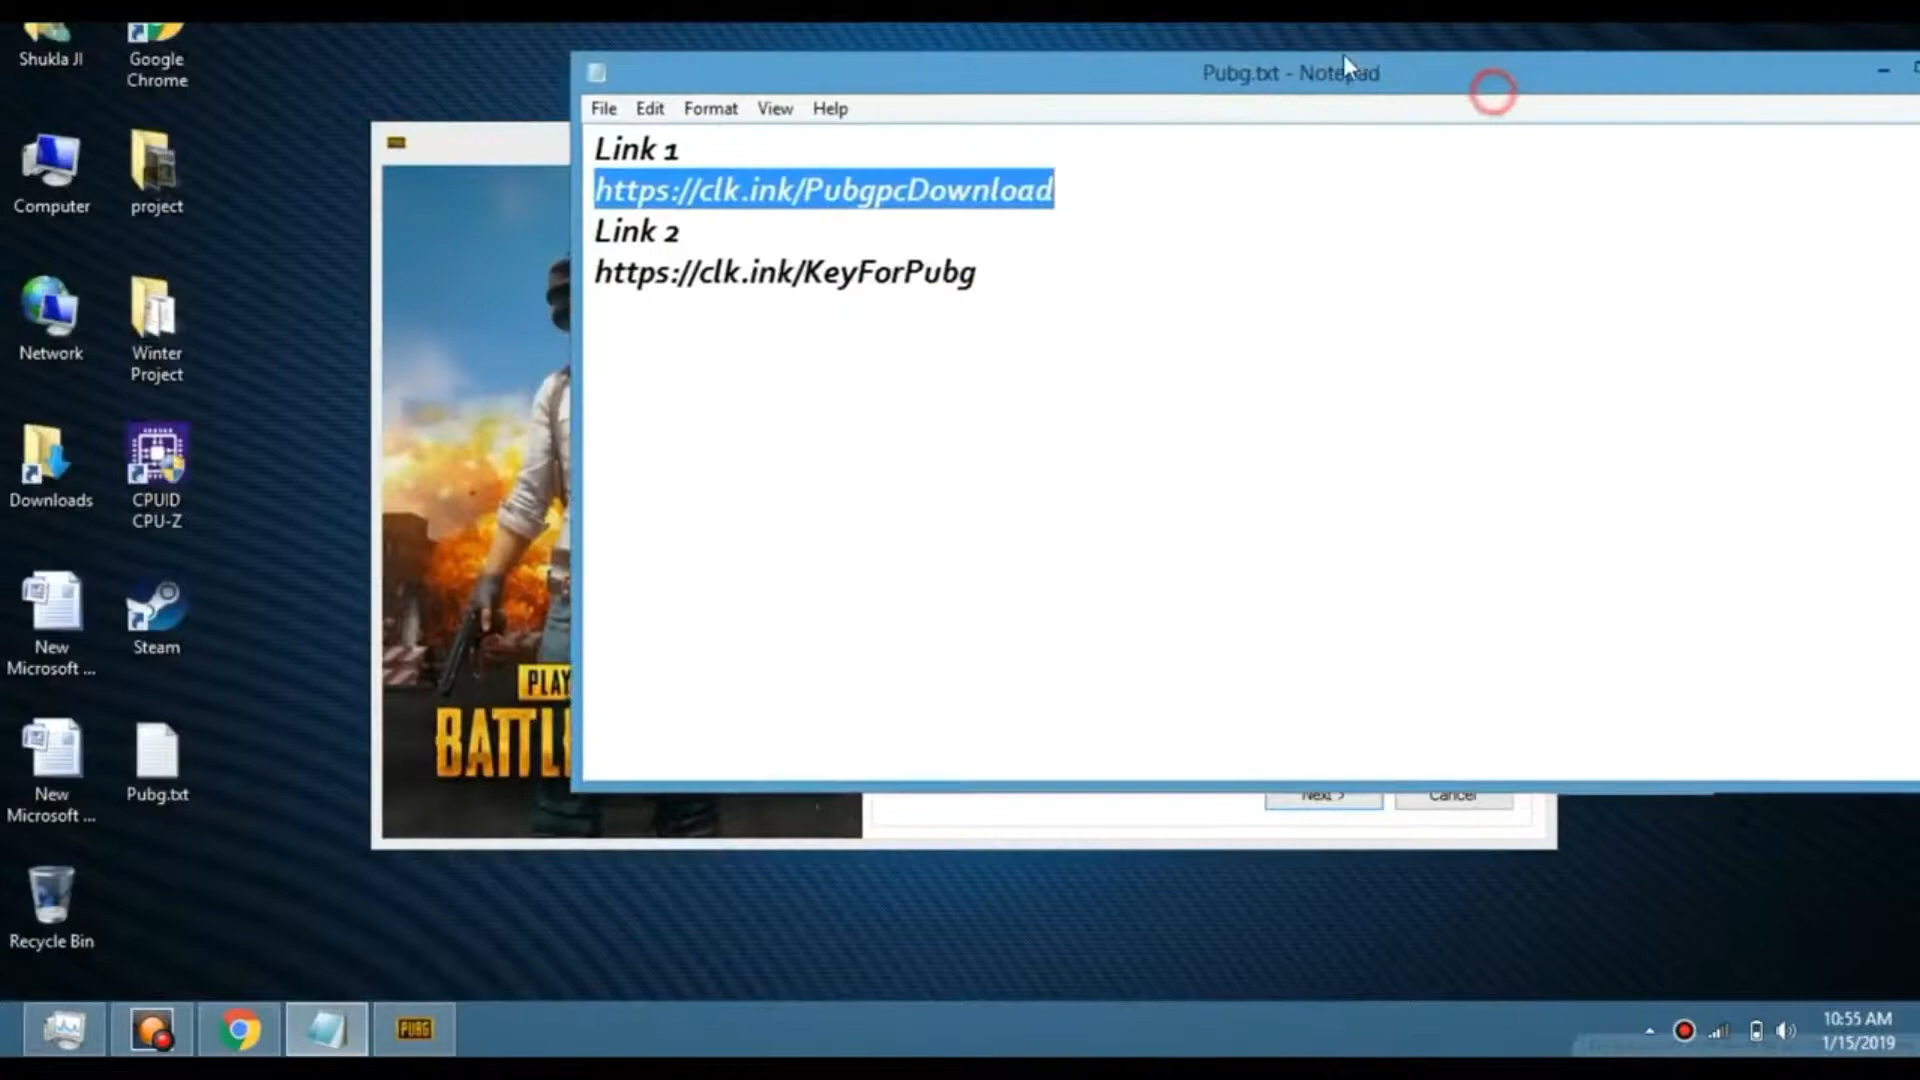 Shukla JI
Google
Chrome
Computer
project
Network
Winter
Project
Downloads
CPUID
CPU-Z
New
Microsoft ...
Steam
New
Microsoft ...
Pubg.txt
Recycle Bin
Pubg.txt - Notepad
File Edit Format View Help
Link 1
https://clk.ink/PubgpcDownload
Link 2
https://clk.ink/KeyForPubg
PLAY
BATTL
Next >
Cancel
PUBG
10:55 AM
1/15/2019